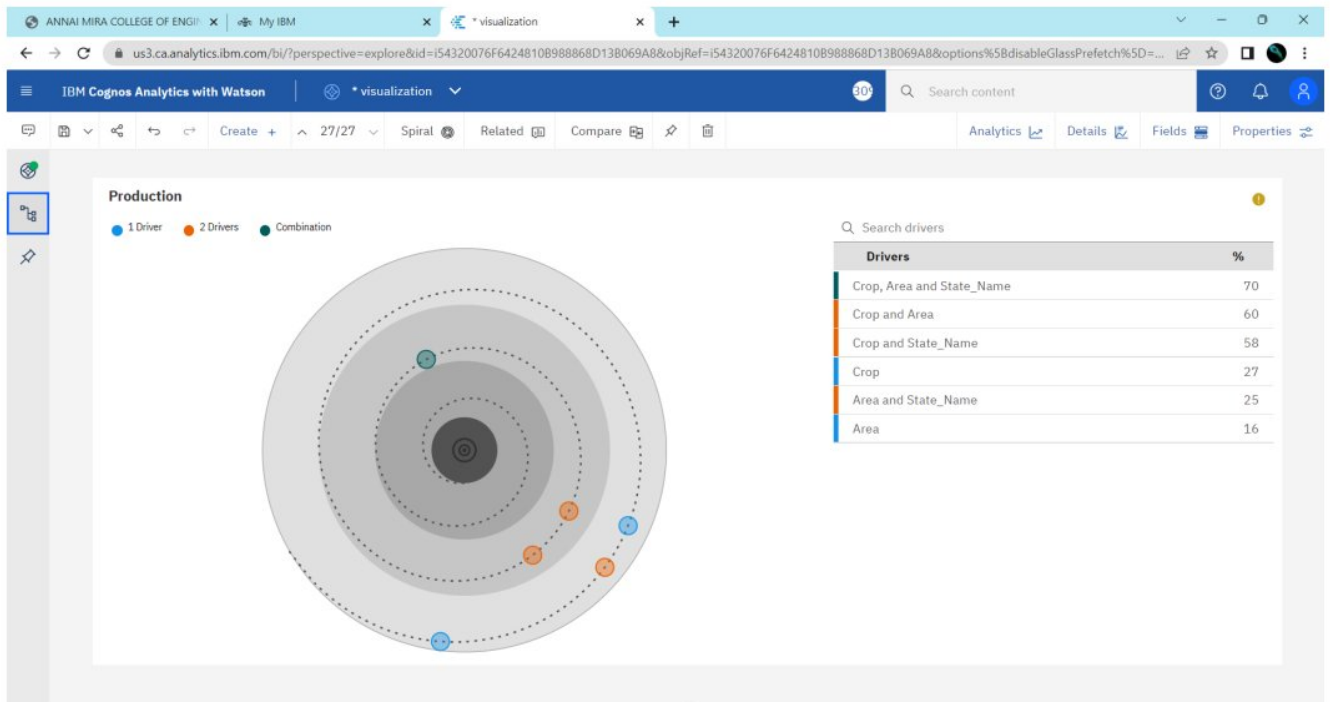 ANNAI MIRA COLLEGE OF ENGIN
My IBM
* visualization
us3.ca.analytics.ibm.com/bi/?perspective=explore&id=i54320076F6424810B988868D13B069A8&objRef=i54320076F6424810B988868D13B069A8&options%5BdisableGlassPrefetch%5D=...
IBM Cognos Analytics with Watson
* visualization
Search content
Create +
27/27
Spiral
Related
Compare
Analytics
Details
Fields
Properties
Production
1 Driver
2 Drivers
Combination
Search drivers
Drivers %
Crop, Area and State_Name 70
Crop and Area 60
Crop and State_Name 58
Crop 27
Area and State_Name 25
Area 16